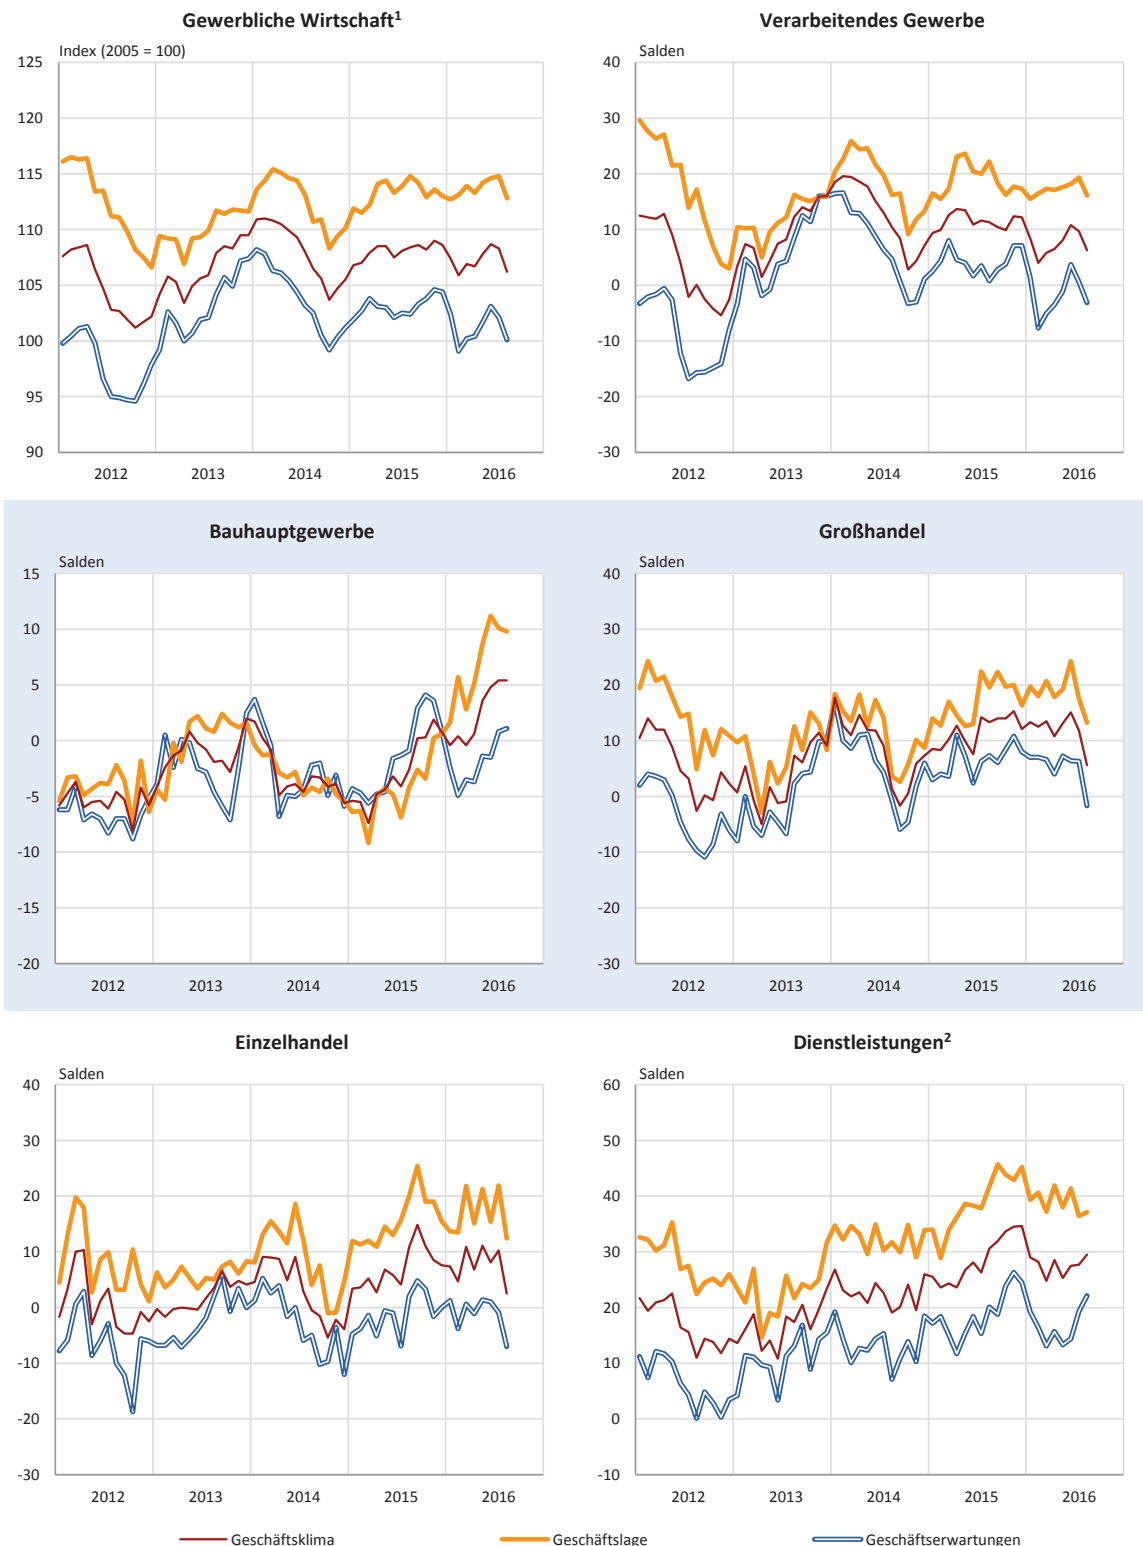 Gewerbliche Wirtschaft¹
Index (2005 = 100)
125
120
115
110
105
100
95
90
2012 2013 2014 2015 2016
Verarbeitendes Gewerbe
Salden
40
30
20
10
0
-10
-20
-30
2012 2013 2014 2015 2016
Bauhauptgewerbe
Salden
15
10
5
0
-5
-10
-15
-20
2012 2013 2014 2015 2016
Großhandel
Salden
40
30
20
10
0
-10
-20
-30
2012 2013 2014 2015 2016
Einzelhandel
Salden
40
30
20
10
0
-10
-20
-30
2012 2013 2014 2015 2016
Dienstleistungen²
Salden
60
50
40
30
20
10
0
-10
2012 2013 2014 2015 2016
Geschäftsklima Geschäftslage Geschäftserwartungen